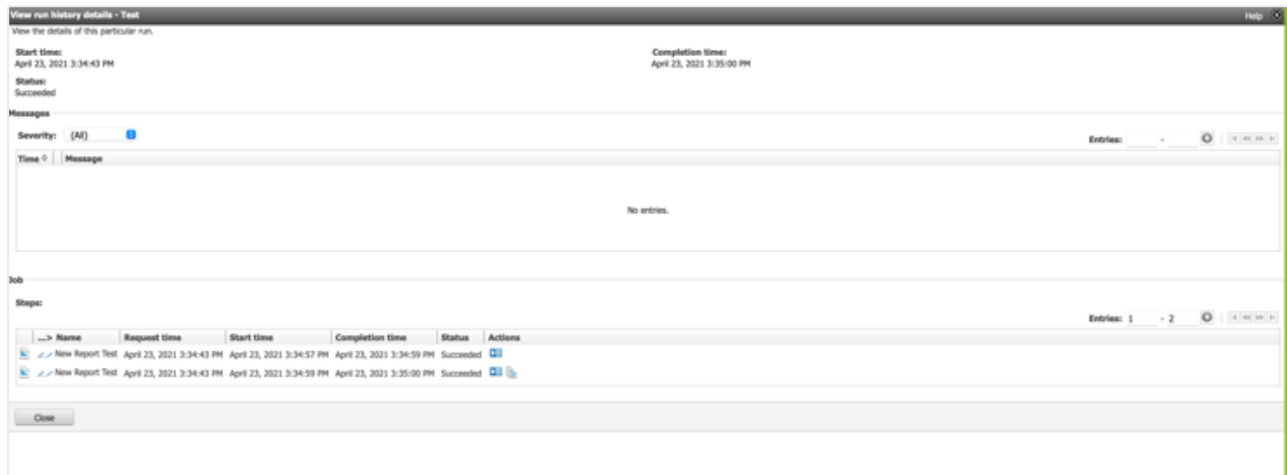 View run history details - Test
Help
View the details of this particular run.
Start time:
April 23, 2021 3:34:43 PM
Completion time:
April 23, 2021 3:35:00 PM
Status:
Succeeded
Messages
Severity: (All)
Entries: -
Time Message
No entries.
Job
Steps:
Entries: 1 - 2
...> Name Request time Start time Completion time Status Actions
../../ New Report Test April 23, 2021 3:34:43 PM April 23, 2021 3:34:57 PM April 23, 2021 3:34:59 PM Succeeded
../../ New Report Test April 23, 2021 3:34:43 PM April 23, 2021 3:34:59 PM April 23, 2021 3:35:00 PM Succeeded
Close